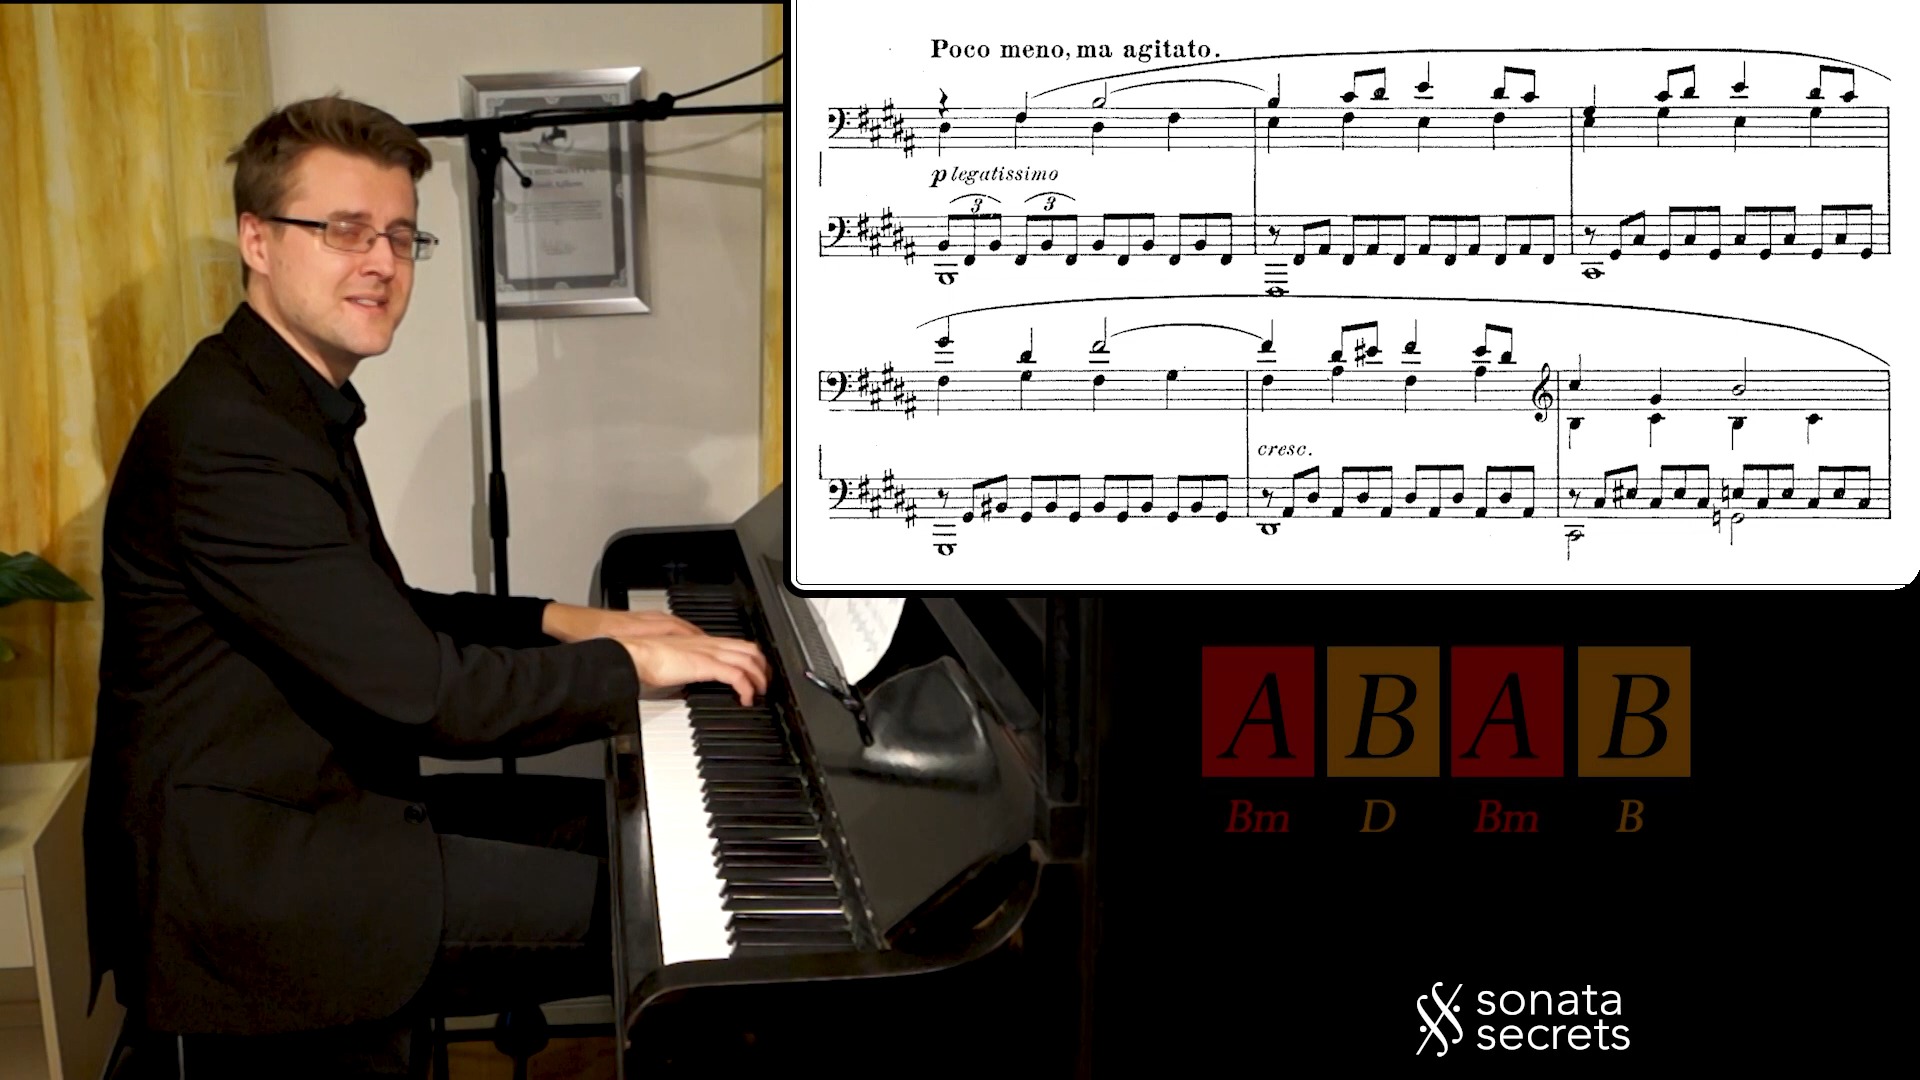 Poco meno, ma agitato.
p legatissimo
3 3
cresc.
A B A B
Bm D Bm B
sonata
secrets